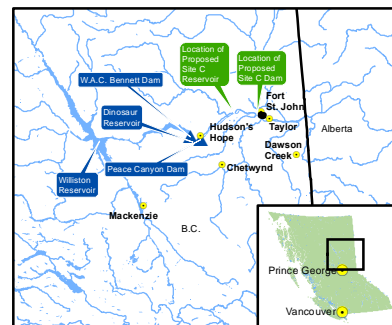 Location of
Proposed
Site C
Reservoir
Location of
Proposed
Site C Dam
W.A.C. Bennett Dam
Dinosaur
Reservoir
Fort
St. John
Taylor
Hudson's
Hope
Alberta
Dawson
Creek
Peace Canyon Dam
Chetwynd
Williston
Reservoir
Mackenzie
B.C.
Prince George
Vancouver